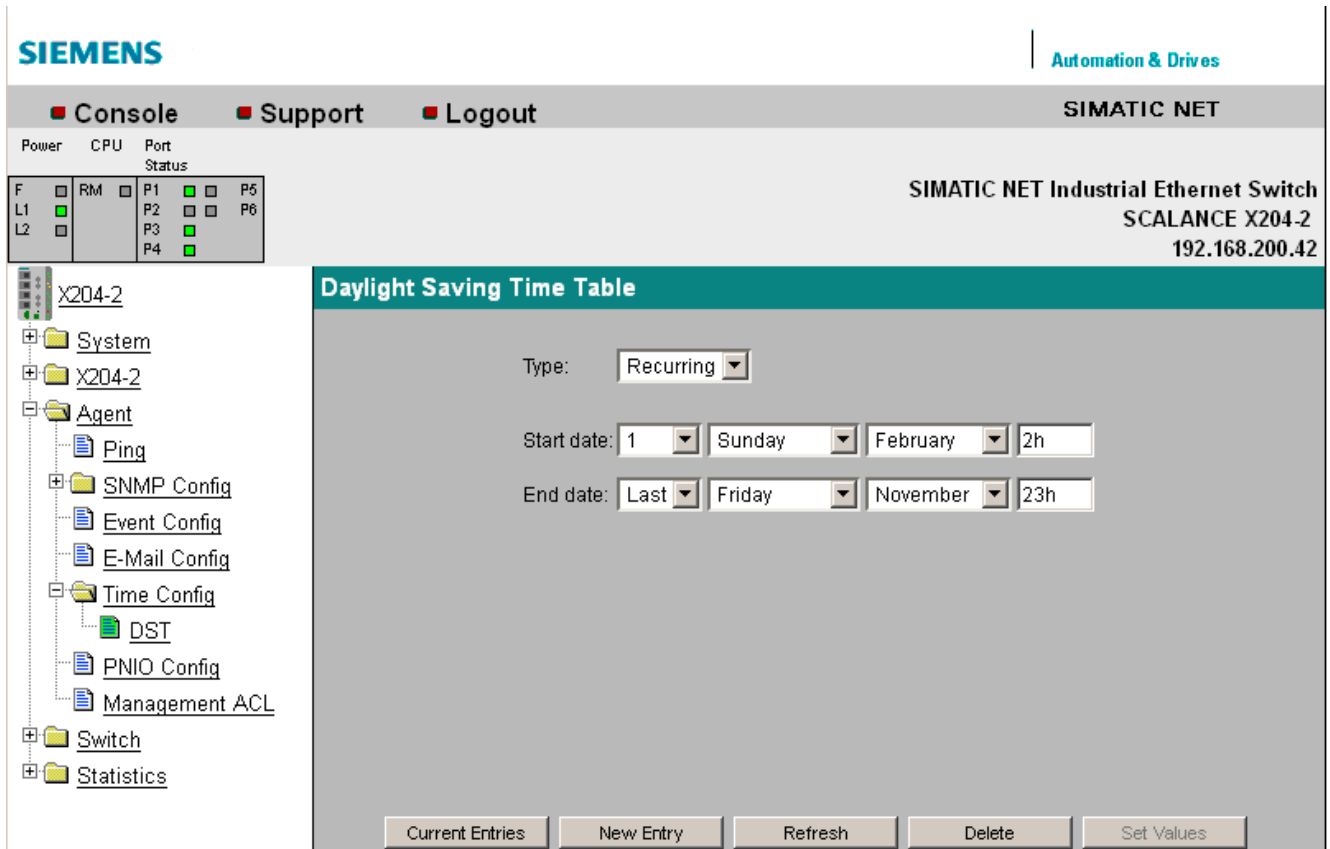 SIEMENS
Automation & Drives
Console Support Logout SIMATIC NET
Power CPU Port Status
F RM P1 P5
L1 P2 P6
L2 P3
P4
SIMATIC NET Industrial Ethernet Switch
SCALANCE X204-2
192.168.200.42
X204-2
System
X204-2
Agent
Ping
SNMP Config
Event Config
E-Mail Config
Time Config
DST
PNIO Config
Management ACL
Switch
Statistics
Daylight Saving Time Table
Type: Recurring
Start date: 1 Sunday February 2h
End date: Last Friday November 23h
Current Entries New Entry Refresh Delete Set Values